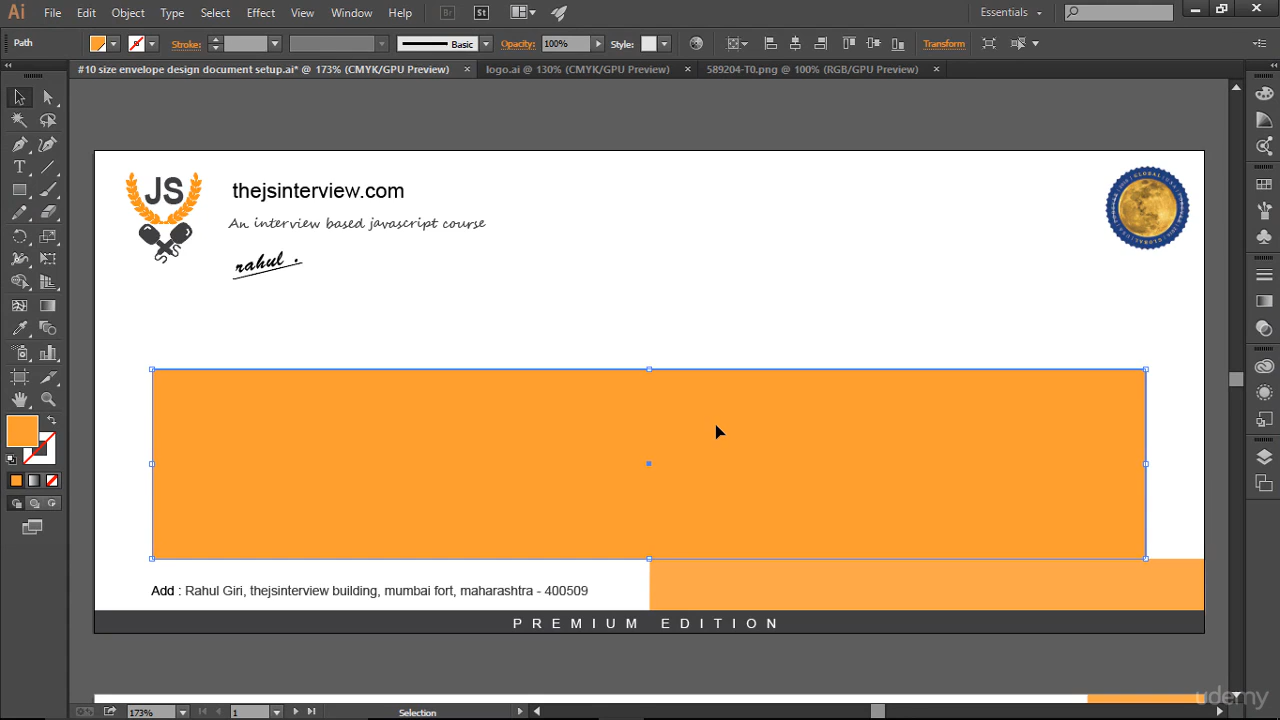 Ai File Edit Object Type Select Effect View Window Help Br St Essentials
Path Stroke: Basic Opacity: 100% Style: Transform
#10 size envelope design document setup.ai* @ 173% (CMYK/GPU Preview) × logo.ai @ 130% (CMYK/GPU Preview) × 589204-T0.png @ 100% (RGB/GPU Preview) ×
JS
thejsinterview.com
An interview based javascript course
rahul .
GLOBAL
GLOBAL
Add : Rahul Giri, thejsinterview building, mumbai fort, maharashtra - 400509
PREMIUM EDITION
udemy
173% 1 Selection